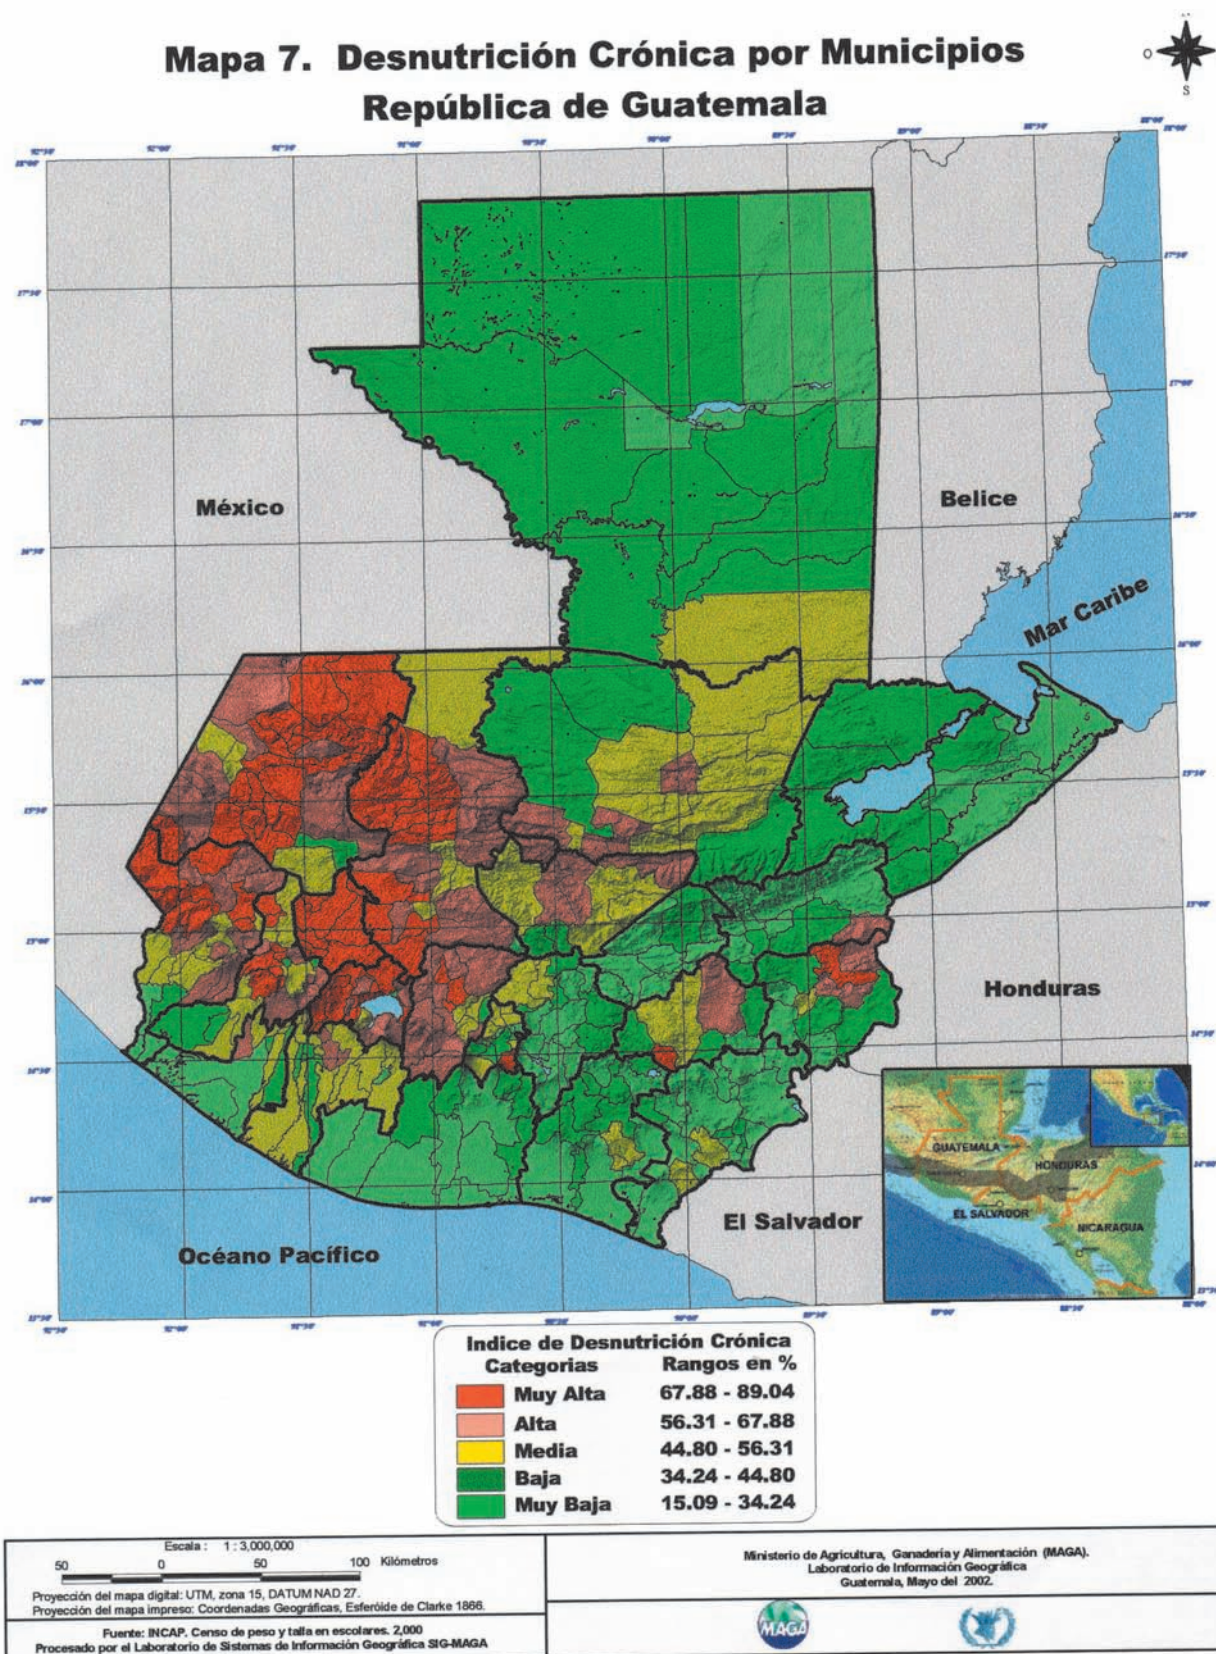 Mapa 7. Desnutrición Crónica por Municipios
República de Guatemala
O
S
México
Belice
Mar Caribe
Honduras
El Salvador
Océano Pacífico
GUATEMALA
HONDURAS
EL SALVADOR
NICARAGUA
Indice de Desnutrición Crónica
Categorias Rangos en %
Muy Alta 67.88 - 89.04
Alta 56.31 - 67.88
Media 44.80 - 56.31
Baja 34.24 - 44.80
Muy Baja 15.09 - 34.24
Escala : 1 : 3,000,000
50 0 50 100 Kilómetros
Proyección del mapa digital: UTM, zona 15, DATUM NAD 27.
Proyección del mapa impreso: Coordenadas Geográficas, Esferóide de Clarke 1866.
Fuente: INCAP. Censo de peso y talla en escolares. 2,000
Procesado por el Laboratorio de Sistemas de Información Geográfica SIG-MAGA
Ministerio de Agricultura, Ganadería y Alimentación (MAGA).
Laboratorio de Información Geográfica
Guatemala, Mayo del 2002.
MAGA